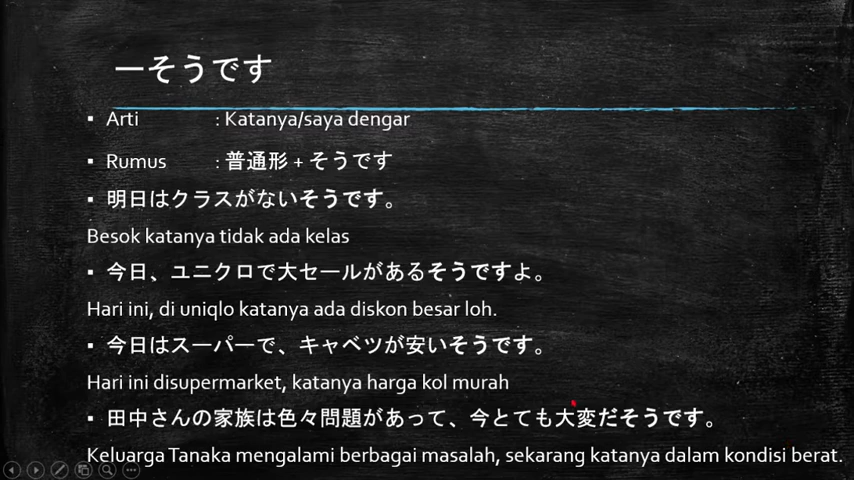 ーそうです
▪ Arti : Katanya/saya dengar
▪ Rumus : 普通形 + そうです
▪ 明日はクラスがないそうです。
Besok katanya tidak ada kelas
▪ 今日、ユニクロで大セールがあるそうですよ。
Hari ini, di uniqlo katanya ada diskon besar loh.
▪ 今日はスーパーで、キャベツが安いそうです。
Hari ini disupermarket, katanya harga kol murah
▪ 田中さんの家族は色々問題があって、今とても大変だそうです。
Keluarga Tanaka mengalami berbagai masalah, sekarang katanya dalam kondisi berat.